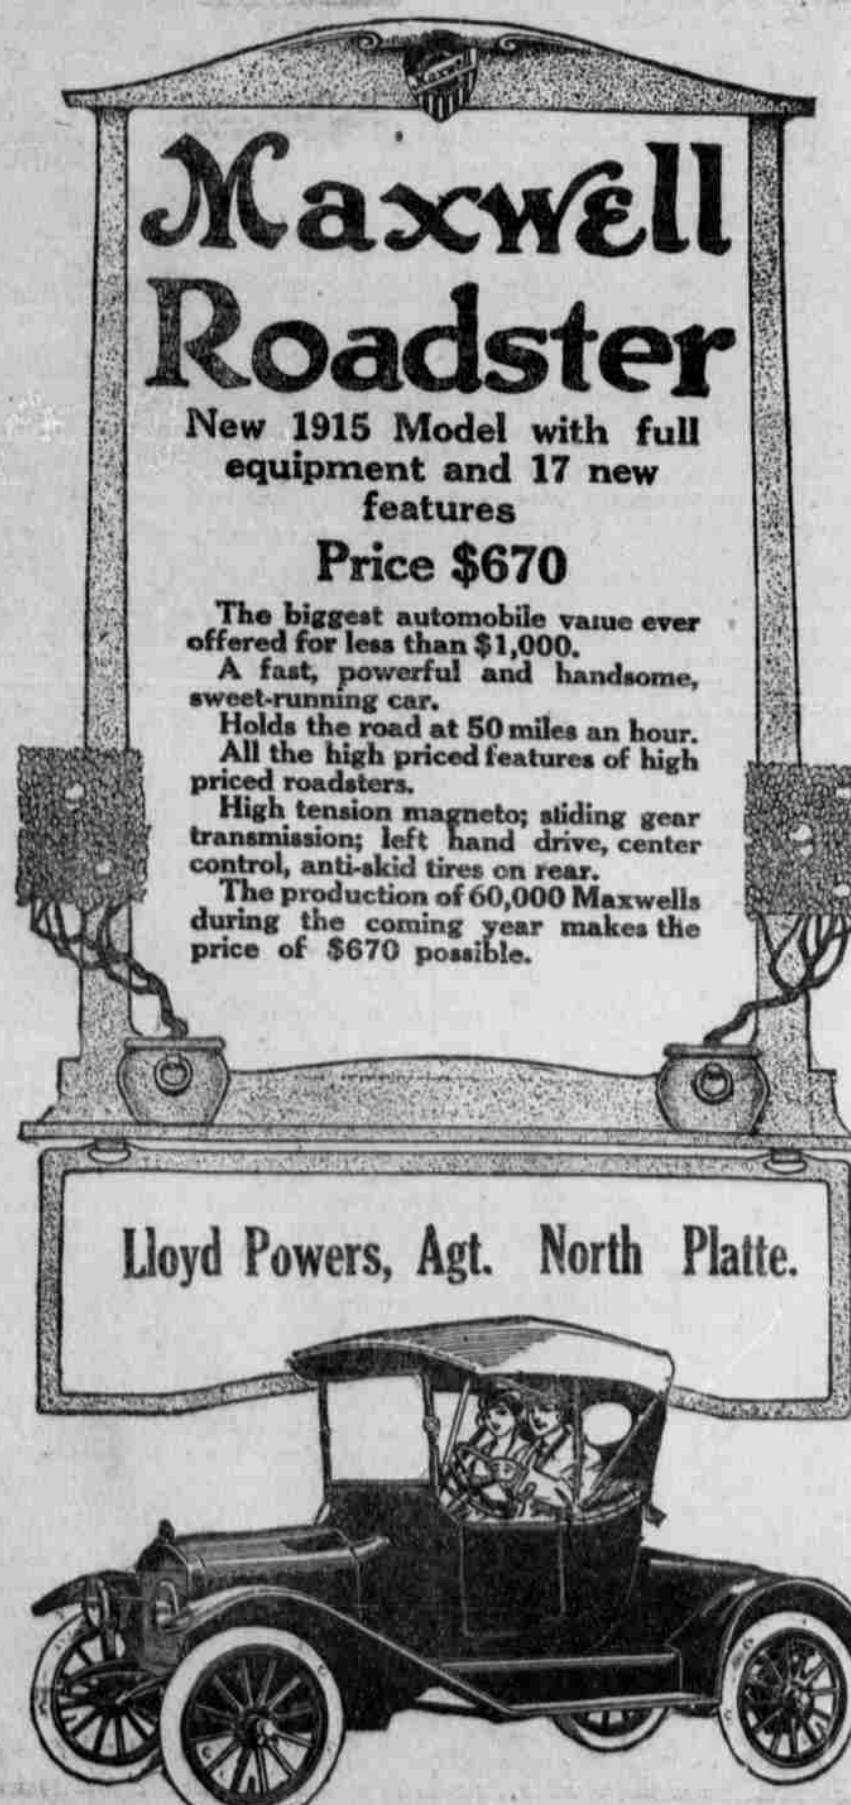 Maxwell
Maxwell
Roadster
New 1915 Model with full
equipment and 17 new
features
Price $670
The biggest automobile value ever
offered for less than $1,000.
A fast, powerful and handsome,
sweet-running car.
Holds the road at 50 miles an hour.
All the high priced features of high
priced roadsters.
High tension magneto; sliding gear
transmission; left hand drive, center
control, anti-skid tires on rear.
The production of 60,000 Maxwells
during the coming year makes the
price of $670 possible.
Lloyd Powers, Agt. North Platte.